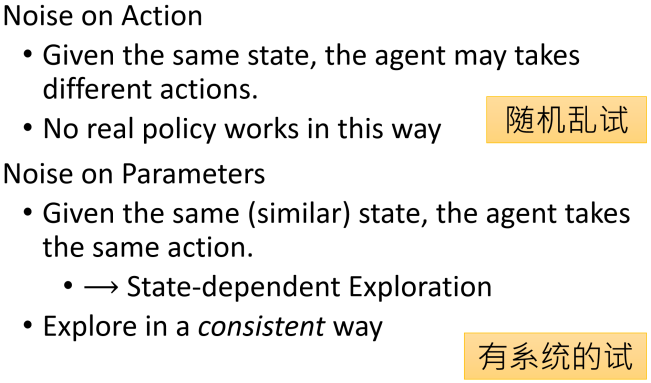 Noise on Action
• Given the same state, the agent may takes
different actions.
• No real policy works in this way
随机乱试
Noise on Parameters
• Given the same (similar) state, the agent takes
the same action.
• → State-dependent Exploration
• Explore in a consistent way
有系统的试